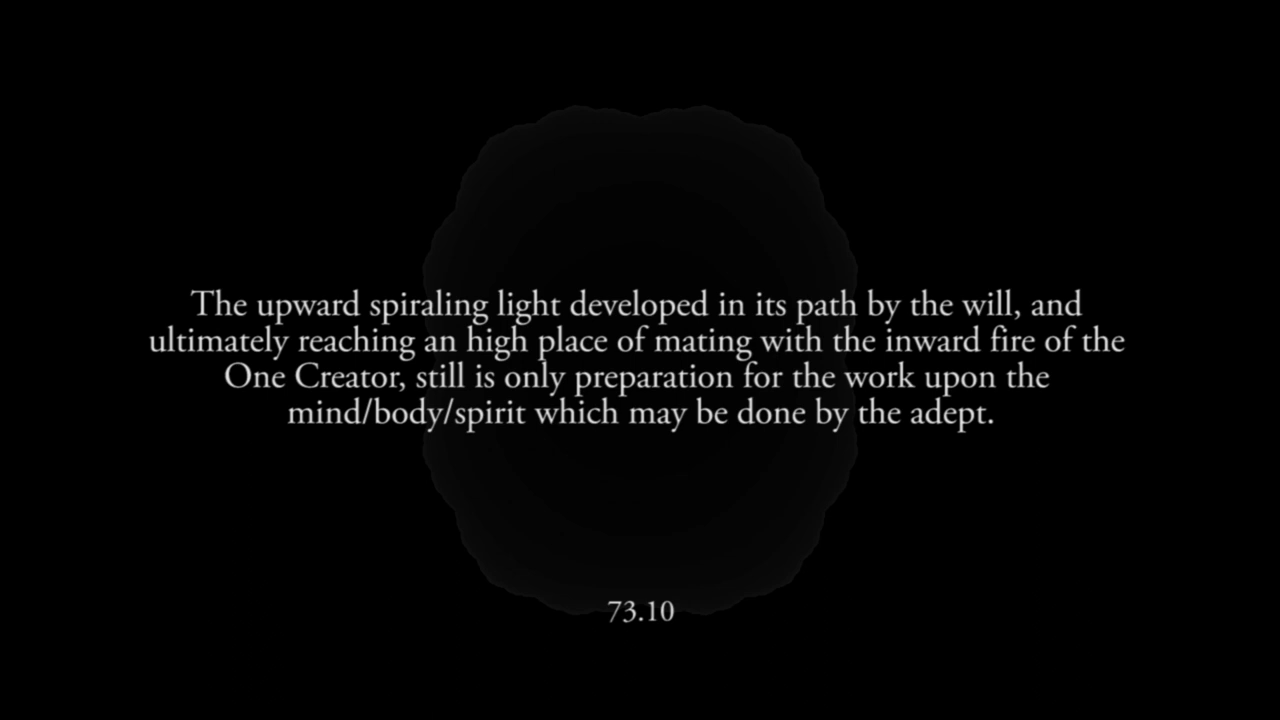 The upward spiraling light developed in its path by the will, and
ultimately reaching an high place of mating with the inward fire of the
One Creator, still is only preparation for the work upon the
mind/body/spirit which may be done by the adept.
73.10